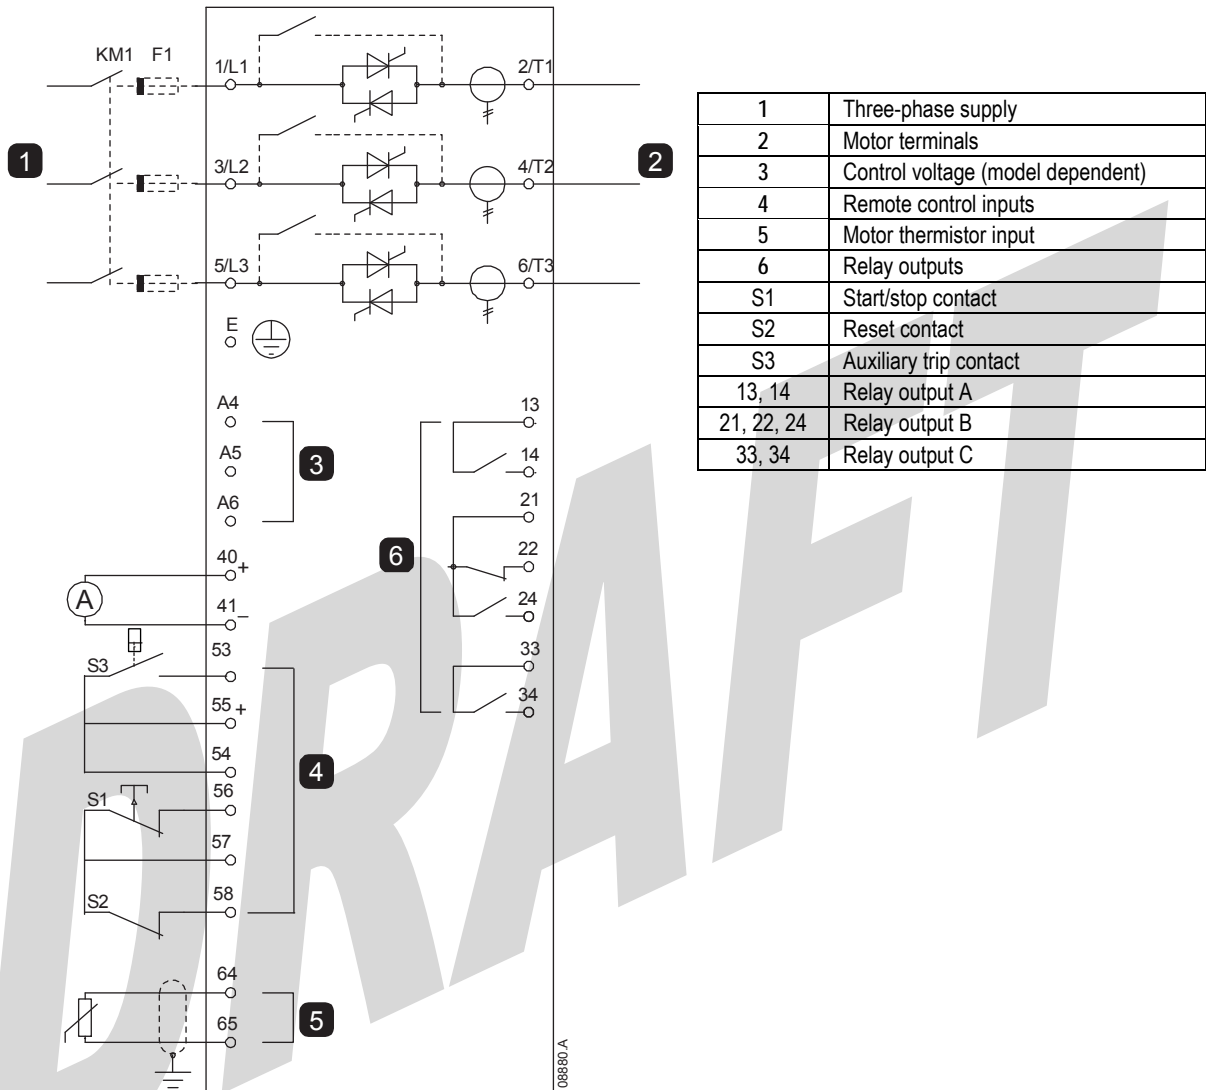 KM1 F1
1/L1 2/T1
3/L2 4/T2
1 2
5/L3 6/T3
E
A4
A5 3
A6
13
14
21
6 22
24
33
34
40 +
A
41 –
S3 53
55 +
54
4
S1 56
57
S2 58
64
65 5
08880.A
1 Three-phase supply
2 Motor terminals
3 Control voltage (model dependent)
4 Remote control inputs
5 Motor thermistor input
6 Relay outputs
S1 Start/stop contact
S2 Reset contact
S3 Auxiliary trip contact
13, 14 Relay output A
21, 22, 24 Relay output B
33, 34 Relay output C
DRAFT